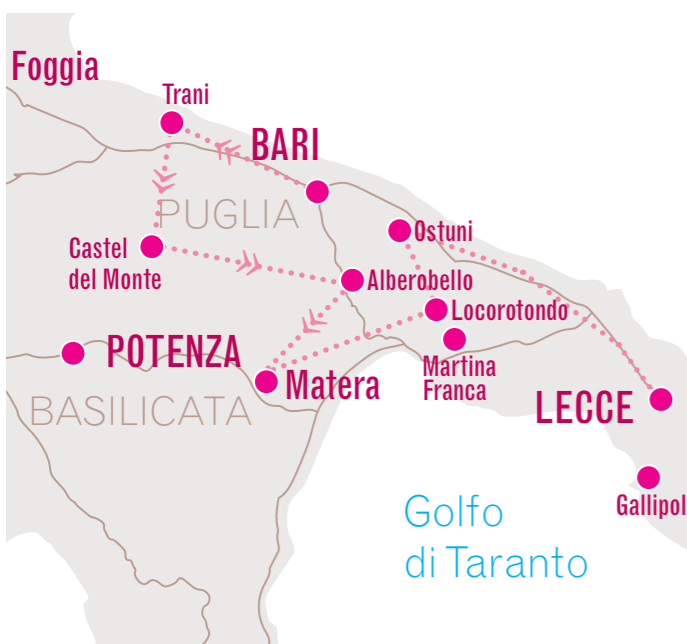 Foggia
Trani
BARI
PUGLIA
Ostuni
Castel
del Monte
Alberobello
Locorotondo
POTENZA
Martina
Franca
Matera
BASILICATA
LECCE
Gallipol
Golfo
di Taranto